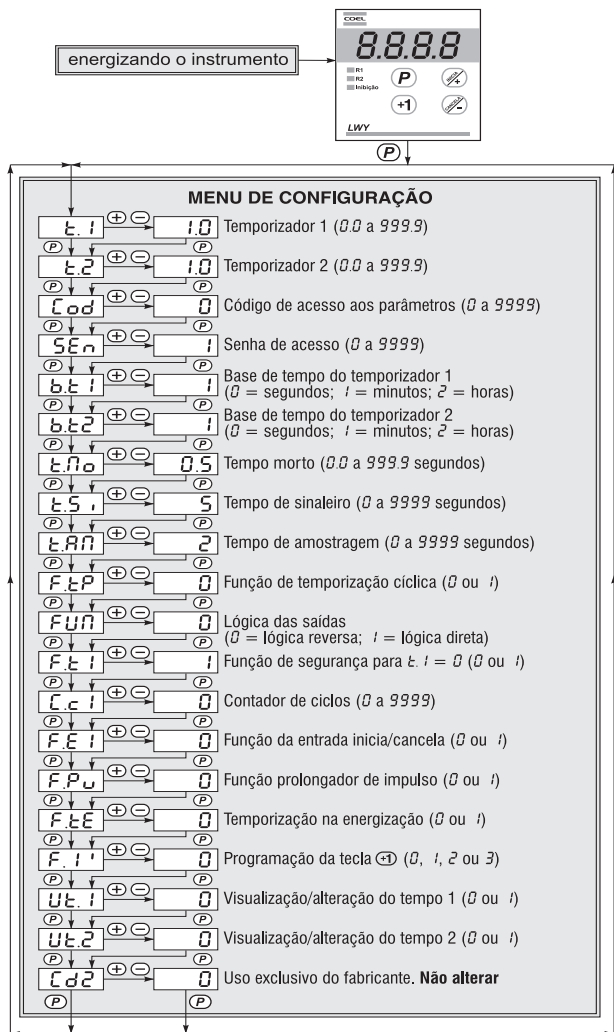 COEL
8.8.8.8
energizando o instrumento
R1
R2
Inibição
P
INICIA +
+1
CANCELA -
LWY
P
MENU DE CONFIGURAÇÃO
t.1 + − 1.0 Temporizador 1 (0.0 a 999.9)
P P
t.2 + − 1.0 Temporizador 2 (0.0 a 999.9)
P P
Cod + − 0 Código de acesso aos parâmetros (0 a 9999)
P P
SEn + − 1 Senha de acesso (0 a 9999)
P P
b.t1 + − 1 Base de tempo do temporizador 1
(0 = segundos; 1 = minutos; 2 = horas)
P P
b.t2 + − 1 Base de tempo do temporizador 2
(0 = segundos; 1 = minutos; 2 = horas)
P P
t.Mo + − 0.5 Tempo morto (0.0 a 999.9 segundos)
P P
t.Si + − 5 Tempo de sinaleiro (0 a 9999 segundos)
P P
t.AM + − 2 Tempo de amostragem (0 a 9999 segundos)
P P
F.tP + − 0 Função de temporização cíclica (0 ou 1)
P P
FUN + − 0 Lógica das saídas
(0 = lógica reversa; 1 = lógica direta)
P P
F.t1 + − 1 Função de segurança para t.1 = 0 (0 ou 1)
P P
C.c1 + − 0 Contador de ciclos (0 a 9999)
P P
F.E1 + − 0 Função da entrada inicia/cancela (0 ou 1)
P P
F.Pu + − 0 Função prolongador de impulso (0 ou 1)
P P
F.tE + − 0 Temporização na energização (0 ou 1)
P P
F.1' + − 0 Programação da tecla +1 (0, 1, 2 ou 3)
P P
Ut.1 + − 0 Visualização/alteração do tempo 1 (0 ou 1)
P P
Ut.2 + − 0 Visualização/alteração do tempo 2 (0 ou 1)
P P
Cd2 + − 0 Uso exclusivo do fabricante. Não alterar
P P